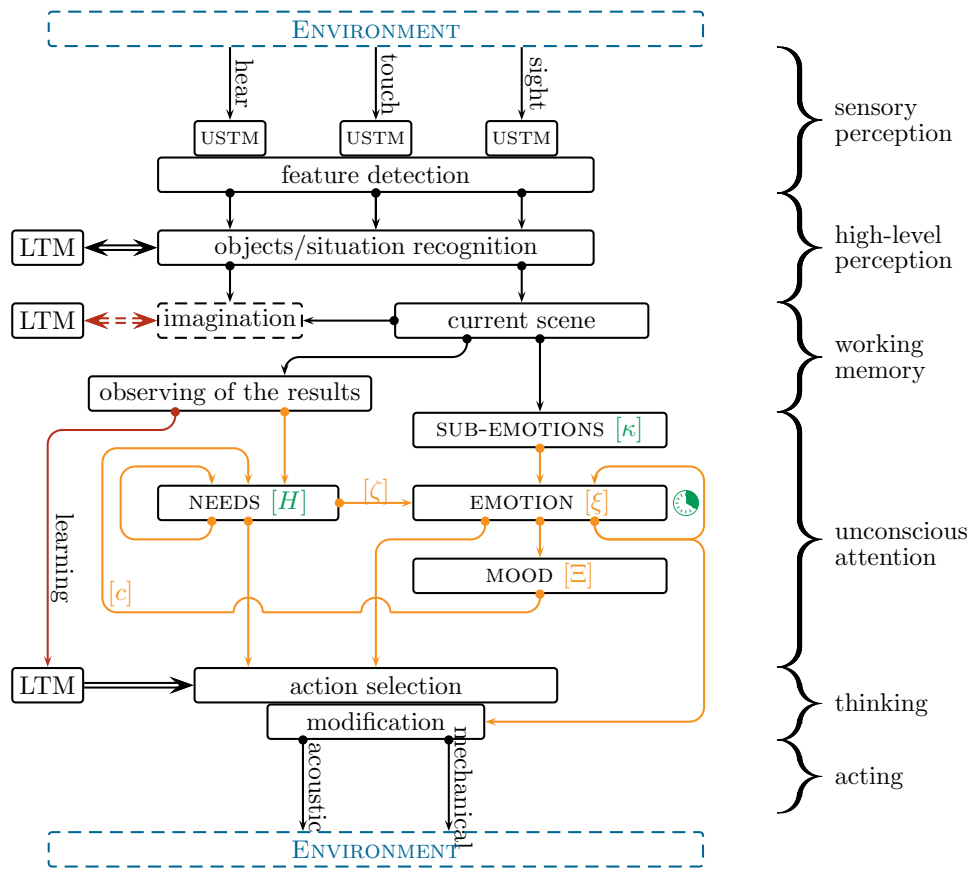 ENVIRONMENT
hear
touch
sight
USTM
USTM
USTM
sensory
perception
feature detection
LTM
objects/situation recognition
high-level
perception
LTM
imagination
current scene
working
memory
observing of the results
SUB-EMOTIONS [κ]
NEEDS [H]
[ζ]
EMOTION [ξ]
learning
unconscious
attention
[c]
MOOD [Ξ]
LTM
action selection
thinking
modification
acoustic
mechanical
acting
ENVIRONMENT